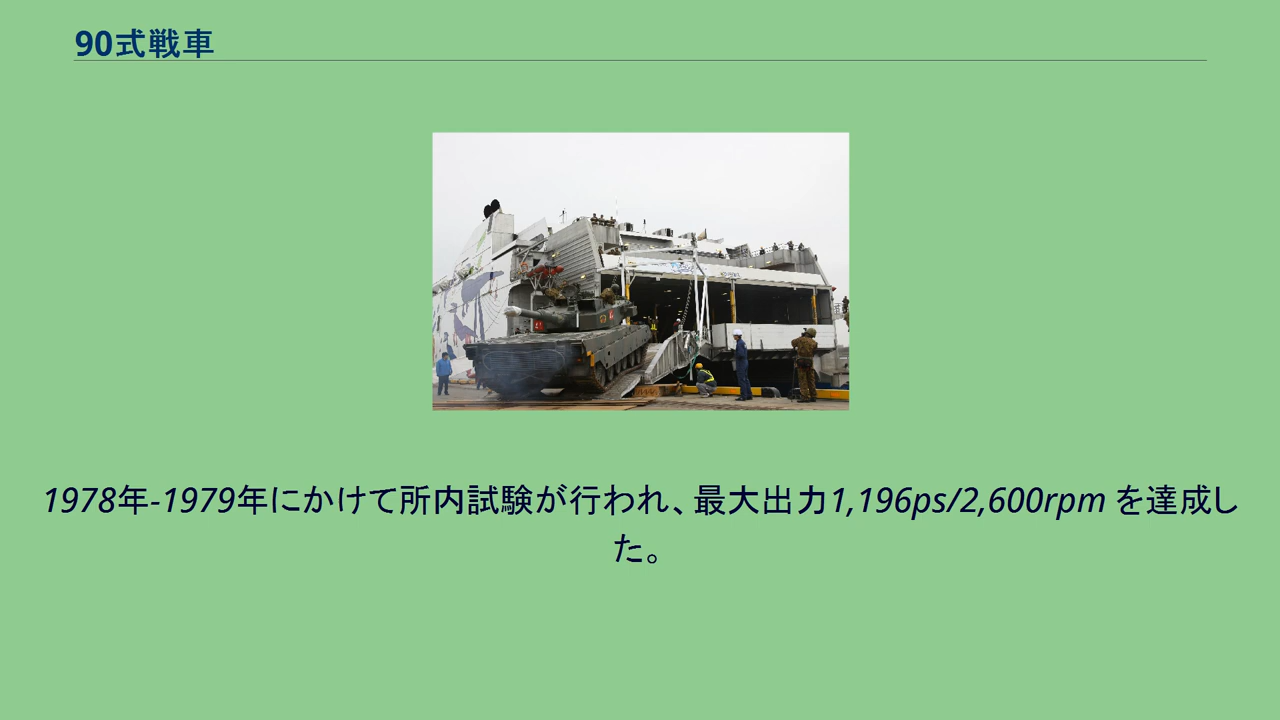 90式戦車
1978年-1979年にかけて所内試験が行われ、最大出力1,196ps/2,600rpm を達成し
た。